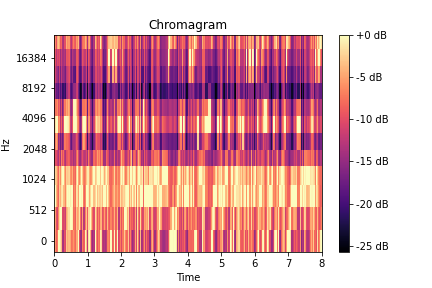 Chromagram
Hz
16384
8192
4096
2048
1024
512
0
0 1 2 3 4 5 6 7 8
Time
+0 dB
-5 dB
-10 dB
-15 dB
-20 dB
-25 dB